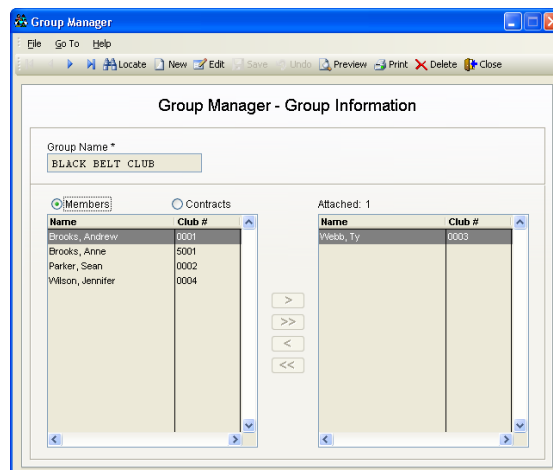 Group Manager
File Go To Help
Locate New Edit Save Undo Preview Print Delete Close
Group Manager - Group Information
Group Name *
BLACK BELT CLUB
Members Contracts Attached: 1
Name Club # Name Club #
Brooks, Andrew 0001 Webb, Ty 0003
Brooks, Anne 5001
Parker, Sean 0002
Wilson, Jennifer 0004
>
>>
<
<<